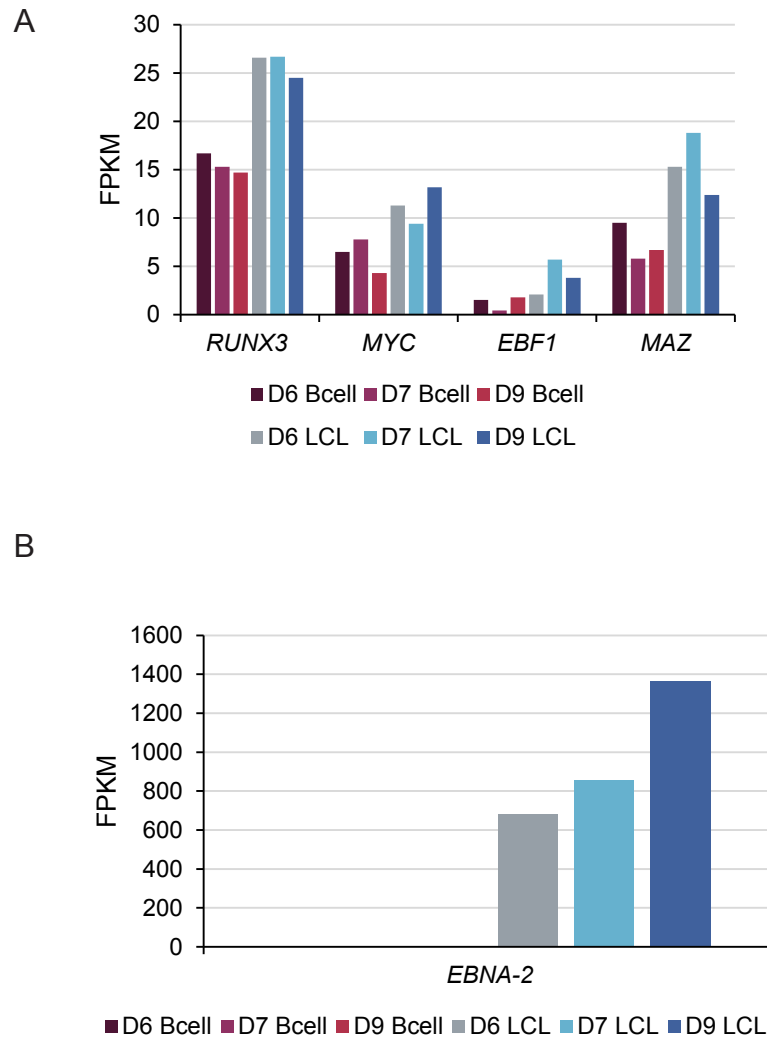 A
30
25
20
15
10
5
0
FPKM
RUNX3 MYC EBF1 MAZ
D6 Bcell D7 Bcell D9 Bcell
D6 LCL D7 LCL D9 LCL
B
1600
1400
1200
1000
800
600
400
200
0
FPKM
EBNA-2
D6 Bcell D7 Bcell D9 Bcell D6 LCL D7 LCL D9 LCL